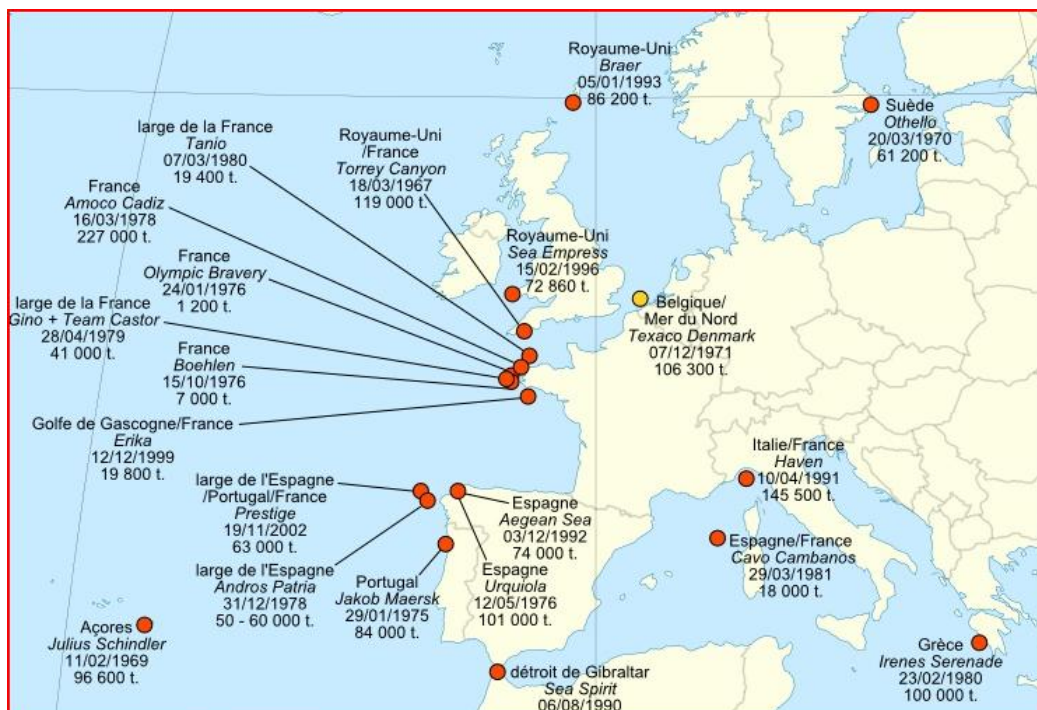 Royaume-Uni
Braer
05/01/1993
86 200 t.
Suède
Othello
20/03/1970
61 200 t.
large de la France
Tanio
07/03/1980
19 400 t.
Royaume-Uni
/France
Torrey Canyon
18/03/1967
119 000 t.
France
Amoco Cadiz
16/03/1978
227 000 t.
Royaume-Uni
Sea Empress
15/02/1996
72 860 t.
France
Olympic Bravery
24/01/1976
1 200 t.
large de la France
Gino + Team Castor
28/04/1979
41 000 t.
Belgique/
Mer du Nord
Texaco Denmark
07/12/1971
106 300 t.
France
Boehlen
15/10/1976
7 000 t.
Golfe de Gascogne/France
Erika
12/12/1999
19 800 t.
Italie/France
Haven
10/04/1991
145 500 t.
large de l'Espagne
/Portugal/France
Prestige
19/11/2002
63 000 t.
Espagne
Aegean Sea
03/12/1992
74 000 t.
Espagne/France
Cavo Cambanos
29/03/1981
18 000 t.
large de l'Espagne
Andros Patria
31/12/1978
50 - 60 000 t.
Portugal
Jakob Maersk
29/01/1975
84 000 t.
Espagne
Urquiola
12/05/1976
101 000 t.
Açores
Julius Schindler
11/02/1969
96 600 t.
Grèce
Irenes Serenade
23/02/1980
100 000 t.
détroit de Gibraltar
Sea Spirit
06/08/1990